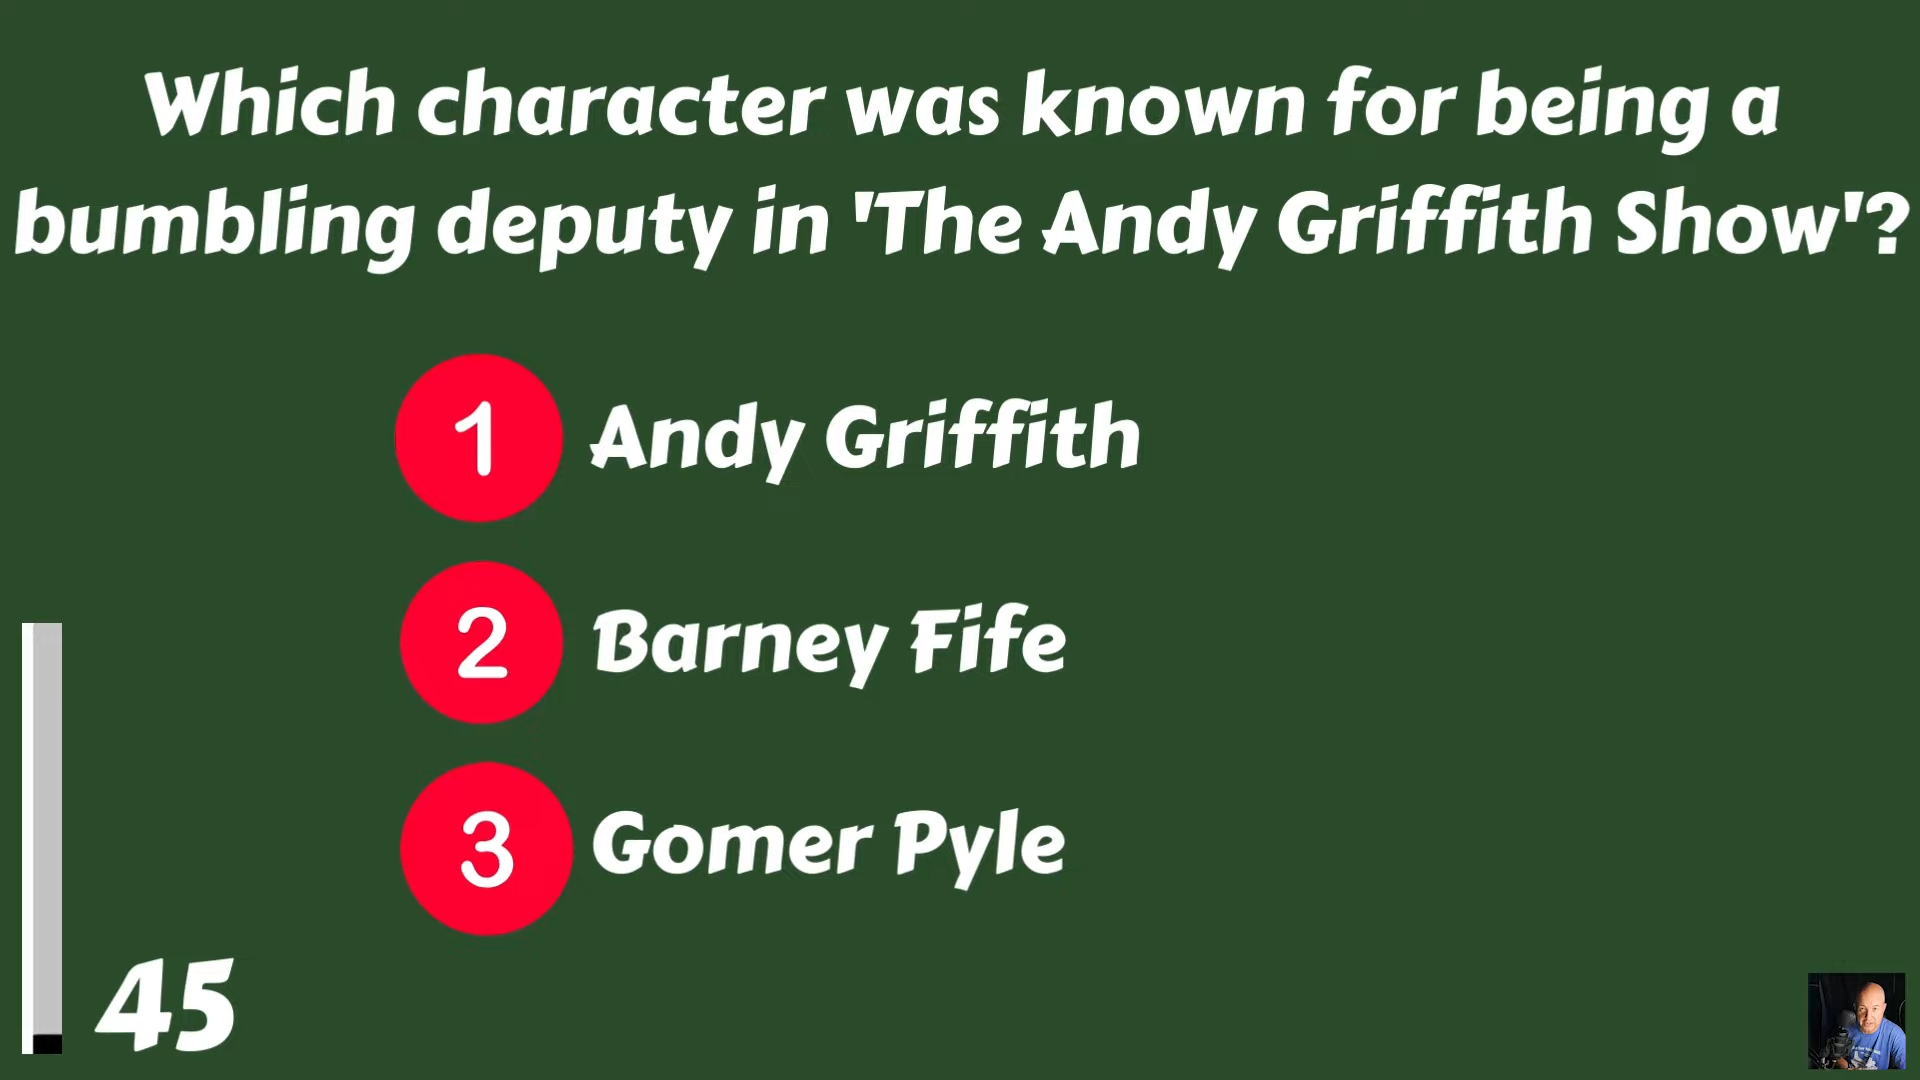 Which character was known for being a
bumbling deputy in 'The Andy Griffith Show'?
1 Andy Griffith
2 Barney Fife
3 Gomer Pyle
45